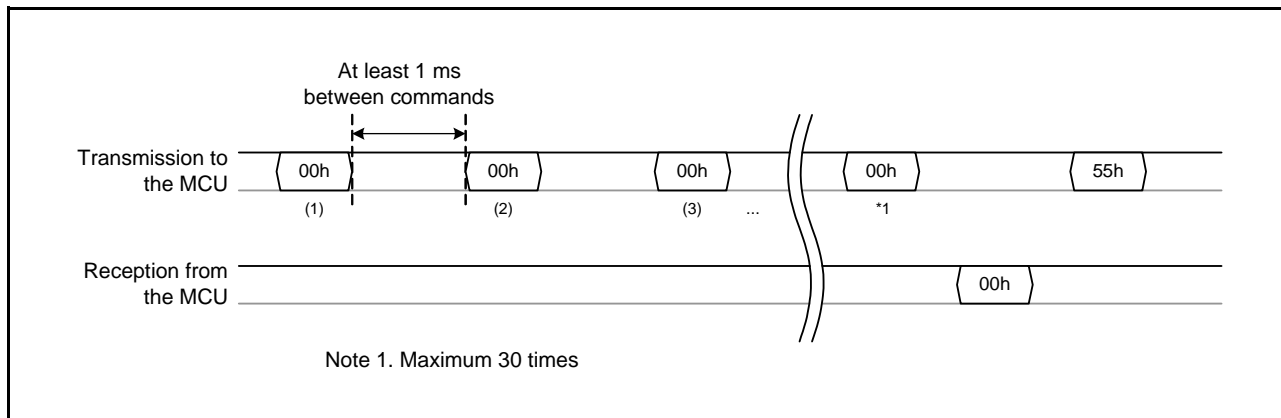 At least 1 ms
between commands
Transmission to
the MCU
00h
00h
00h
00h
55h
(1)
(2)
(3)
...
*1
Reception from
the MCU
00h
Note 1. Maximum 30 times